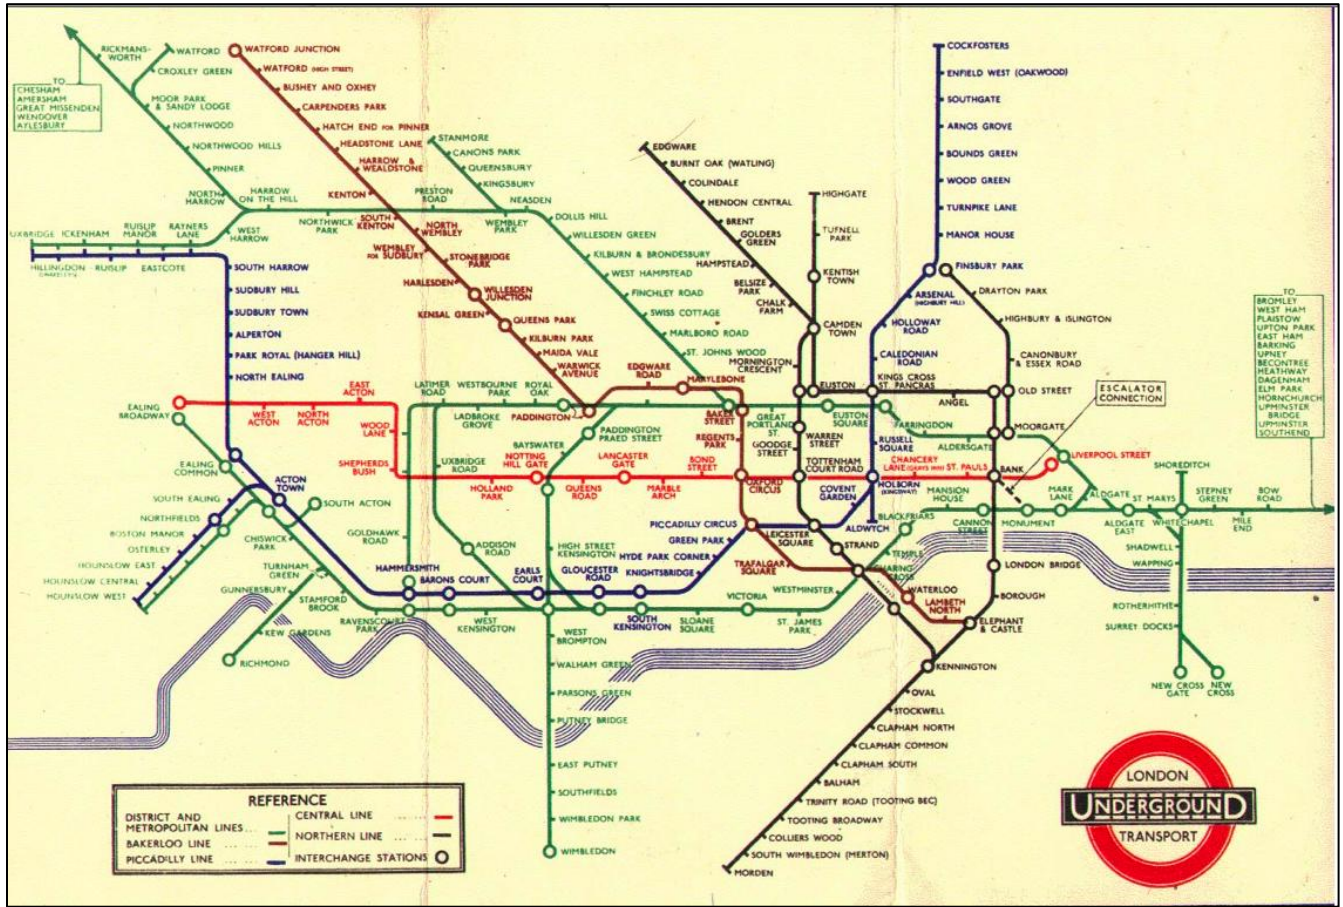 RICKMANS-
WORTH
WATFORD
CROXLEY GREEN
WATFORD JUNCTION
WATFORD (HIGH STREET)
BUSHEY AND OXHEY
CARPENDERS PARK
HATCH END FOR PINNER
HEADSTONE LANE
HARROW &
WEALDSTONE
KENTON
TO
CHESHAM
AMERSHAM
GREAT MISSENDEN
WENDOVER
AYLESBURY
MOOR PARK
& SANDY LODGE
NORTHWOOD
NORTHWOOD HILLS
PINNER
NORTH
HARROW
HARROW
ON THE HILL
WEST
HARROW
NORTHWICK
PARK
PRESTON
ROAD
SOUTH
KENTON
NORTH
WEMBLEY
WEMBLEY
FOR SUDBURY
STONEBRIDGE
PARK
HARLESDEN
WILLESDEN
JUNCTION
KENSAL GREEN
QUEENS PARK
KILBURN PARK
MAIDA VALE
WARWICK
AVENUE
STANMORE
CANONS PARK
QUEENSBURY
KINGSBURY
NEASDEN
WEMBLEY
PARK
DOLLIS HILL
WILLESDEN GREEN
KILBURN & BRONDESBURY
WEST HAMPSTEAD
FINCHLEY ROAD
SWISS COTTAGE
MARLBORO ROAD
ST. JOHNS WOOD
EDGWARE
BURNT OAK (WATLING)
COLINDALE
HENDON CENTRAL
BRENT
GOLDERS
GREEN
HAMPSTEAD
BELSIZE
PARK
CHALK
FARM
HIGHGATE
TUFNELL
PARK
KENTISH
TOWN
CAMDEN
TOWN
MORNINGTON
CRESCENT
EUSTON
COCKFOSTERS
ENFIELD WEST (OAKWOOD)
SOUTHGATE
ARNOS GROVE
BOUNDS GREEN
WOOD GREEN
TURNPIKE LANE
MANOR HOUSE
FINSBURY PARK
ARSENAL
(HIGHBURY HILL)
HOLLOWAY
ROAD
CALEDONIAN
ROAD
KINGS CROSS
ST. PANCRAS
DRAYTON PARK
HIGHBURY & ISLINGTON
CANONBURY
& ESSEX ROAD
OLD STREET
ANGEL
MOORGATE
ESCALATOR
CONNECTION
TO
BROMLEY
WEST HAM
PLAISTOW
UPTON PARK
EAST HAM
BARKING
UPNEY
BECONTREE
HEATHWAY
DAGENHAM
ELM PARK
HORNCHURCH
UPMINSTER
BRIDGE
UPMINSTER
SOUTHEND
UXBRIDGE
ICKENHAM
RUISLIP
MANOR
RAYNERS
LANE
HILLINGDON
RUISLIP
EASTCOTE
SOUTH HARROW
SUDBURY HILL
SUDBURY TOWN
ALPERTON
PARK ROYAL (HANGER HILL)
NORTH EALING
EALING
BROADWAY
WEST
ACTON
NORTH
ACTON
EAST
ACTON
WOOD
LANE
SHEPHERDS
BUSH
LATIMER
ROAD
WESTBOURNE
PARK
ROYAL
OAK
LADBROKE
GROVE
PADDINGTON
EDGWARE
ROAD
MARYLEBONE
BAKER
STREET
PADDINGTON
PRAED STREET
BAYSWATER
REGENTS
PARK
GREAT
PORTLAND
ST.
EUSTON
SQUARE
FARRINGDON
ALDERSGATE
GOODGE
STREET
WARREN
STREET
RUSSELL
SQUARE
LIVERPOOL STREET
UXBRIDGE
ROAD
HOLLAND
PARK
NOTTING
HILL GATE
QUEENS
ROAD
LANCASTER
GATE
MARBLE
ARCH
BOND
STREET
OXFORD
CIRCUS
TOTTENHAM
COURT ROAD
HOLBORN
(KINGSWAY)
CHANCERY
LANE (GRAYS INN)
ST. PAULS
BANK
EALING
COMMON
ACTON
TOWN
SOUTH ACTON
SOUTH EALING
NORTHFIELDS
BOSTON MANOR
OSTERLEY
HOUNSLOW EAST
HOUNSLOW CENTRAL
HOUNSLOW WEST
CHISWICK
PARK
TURNHAM
GREEN
GUNNERSBURY
KEW GARDENS
RICHMOND
STAMFORD
BROOK
RAVENSCOURT
PARK
GOLDHAWK
ROAD
HAMMERSMITH
BARONS COURT
WEST
KENSINGTON
ADDISON
ROAD
EARLS
COURT
HIGH STREET
KENSINGTON
GLOUCESTER
ROAD
SOUTH
KENSINGTON
KNIGHTSBRIDGE
HYDE PARK CORNER
GREEN PARK
PICCADILLY CIRCUS
LEICESTER
SQUARE
COVENT
GARDEN
ALDWYCH
TRAFALGAR
SQUARE
STRAND
CHARING
CROSS
TEMPLE
BLACKFRIARS
MANSION
HOUSE
CANNON
STREET
MONUMENT
MARK
LANE
ALDGATE
ALDGATE
EAST
ST MARYS
SHOREDITCH
WHITECHAPEL
STEPNEY
GREEN
MILE
END
BOW
ROAD
SHADWELL
WAPPING
ROTHERHITHE
SURREY DOCKS
NEW CROSS
GATE
NEW
CROSS
SLOANE
SQUARE
VICTORIA
ST. JAMES
PARK
WESTMINSTER
WATERLOO
LAMBETH
NORTH
LONDON BRIDGE
BOROUGH
ELEPHANT
& CASTLE
KENNINGTON
OVAL
STOCKWELL
CLAPHAM NORTH
CLAPHAM COMMON
CLAPHAM SOUTH
BALHAM
TRINITY ROAD (TOOTING BEC)
TOOTING BROADWAY
COLLIERS WOOD
SOUTH WIMBLEDON (MERTON)
MORDEN
WEST
BROMPTON
WALHAM GREEN
PARSONS GREEN
PUTNEY BRIDGE
EAST PUTNEY
SOUTHFIELDS
WIMBLEDON PARK
WIMBLEDON
REFERENCE
DISTRICT AND
METROPOLITAN LINES
BAKERLOO LINE
PICCADILLY LINE
CENTRAL LINE
NORTHERN LINE
INTERCHANGE STATIONS
LONDON
UNDERGROUND
TRANSPORT